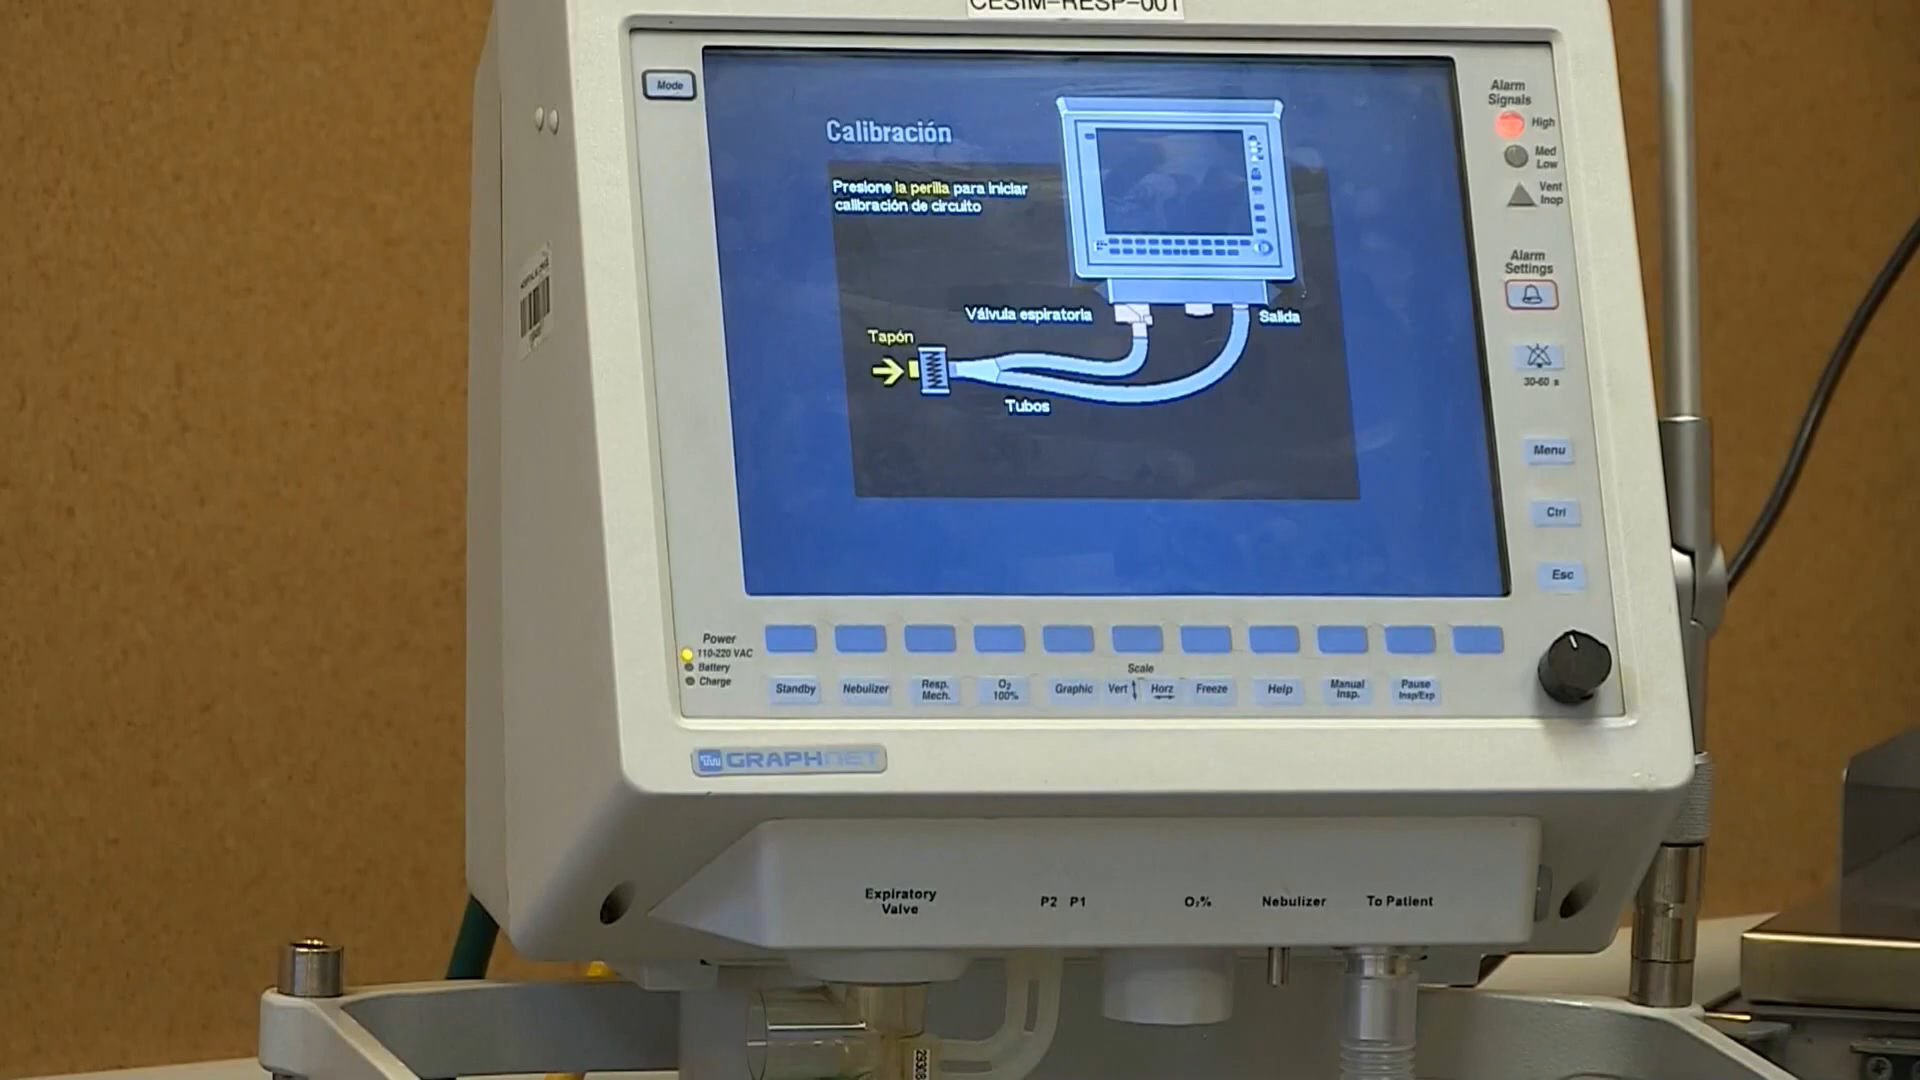 CESIM-RESP-001
Mode
Calibración
Presione la perilla para iniciar
calibración de circuito
Válvula espiratoria
Salida
Tapón
Tubos
Alarm
Signals
High
Med
Low
Vent
Inop
Alarm
Settings
30-60 s
Menu
Ctrl
Esc
Power
110-220 VAC
Battery
Charge
Scale
Standby
Nebulizer
Resp.
Mech.
O₂
100%
Graphic
Vert
Horz
Freeze
Help
Manual
Insp.
Pause
Insp/Exp
GRAPHNET
Expiratory
Valve
P2 P1
O₂%
Nebulizer
To Patient